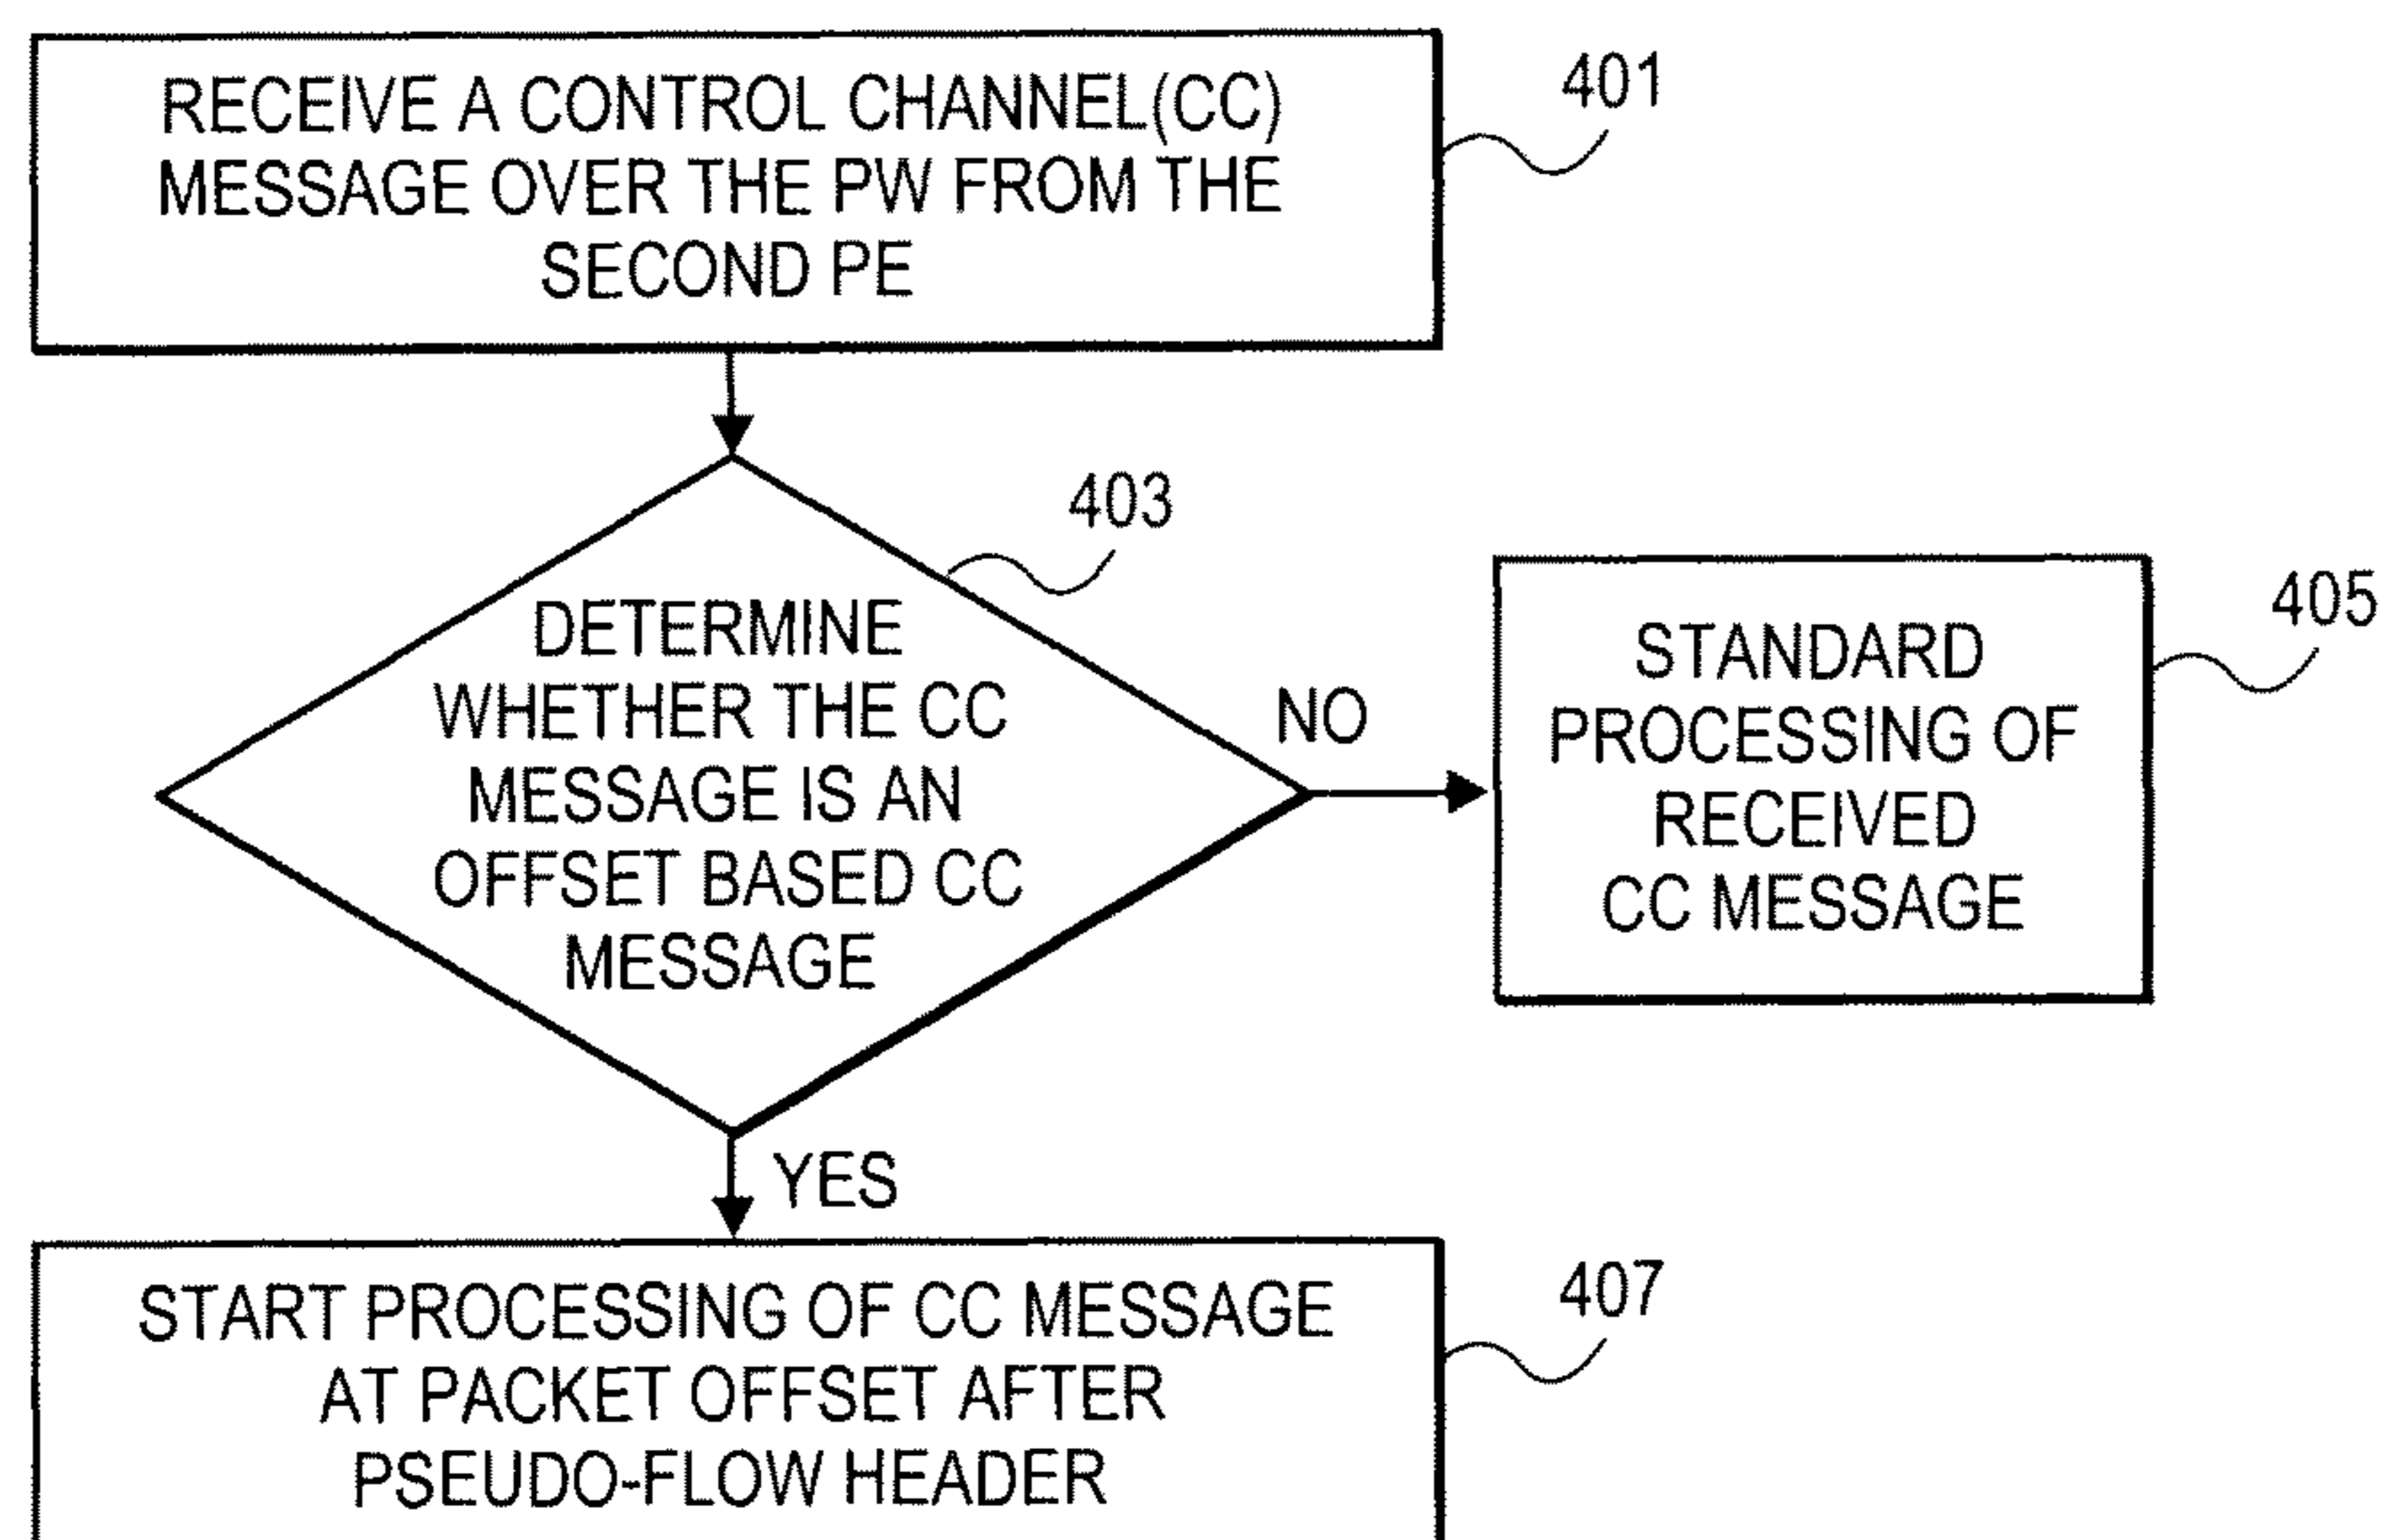 RECEIVE A CONTROL CHANNEL(CC)
MESSAGE OVER THE PW FROM THE
SECOND PE
401
403
DETERMINE
WHETHER THE CC
MESSAGE IS AN
OFFSET BASED CC
MESSAGE
NO
405
STANDARD
PROCESSING OF
RECEIVED
CC MESSAGE
YES
START PROCESSING OF CC MESSAGE
AT PACKET OFFSET AFTER
PSEUDO-FLOW HEADER
407